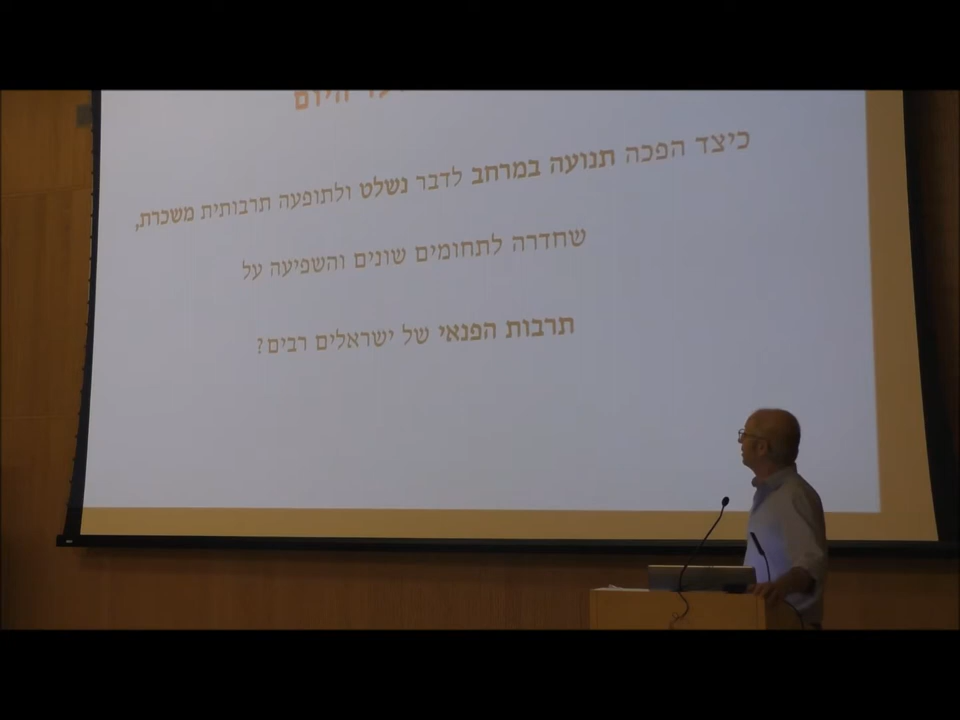 היום
כיצד הפכה תנועה במרחב לדבר נשלט ולתופעה תרבותית משכרת,
שחדרה לתחומים שונים והשפיעה על
תרבות הפנאי של ישראלים רבים?